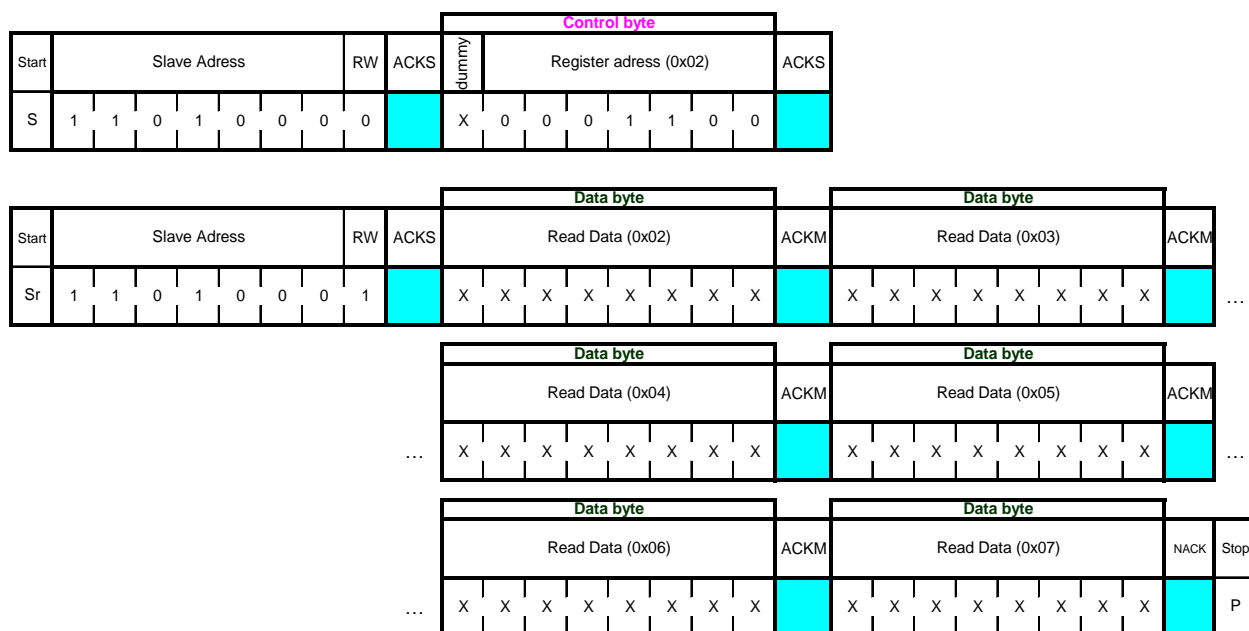 Control byte
Start Slave Adress RW ACKS dummy Register adress (0x02) ACKS
S 1 1 0 1 0 0 0 0 X 0 0 0 1 1 0 0
Data byte Data byte
Start Slave Adress RW ACKS Read Data (0x02) ACKM Read Data (0x03) ACKM
Sr 1 1 0 1 0 0 0 1 X X X X X X X X X X X X X X X X …
Data byte Data byte
Read Data (0x04) ACKM Read Data (0x05) ACKM
… X X X X X X X X X X X X X X X X …
Data byte Data byte
Read Data (0x06) ACKM Read Data (0x07) NACK Stop
… X X X X X X X X X X X X X X X X P